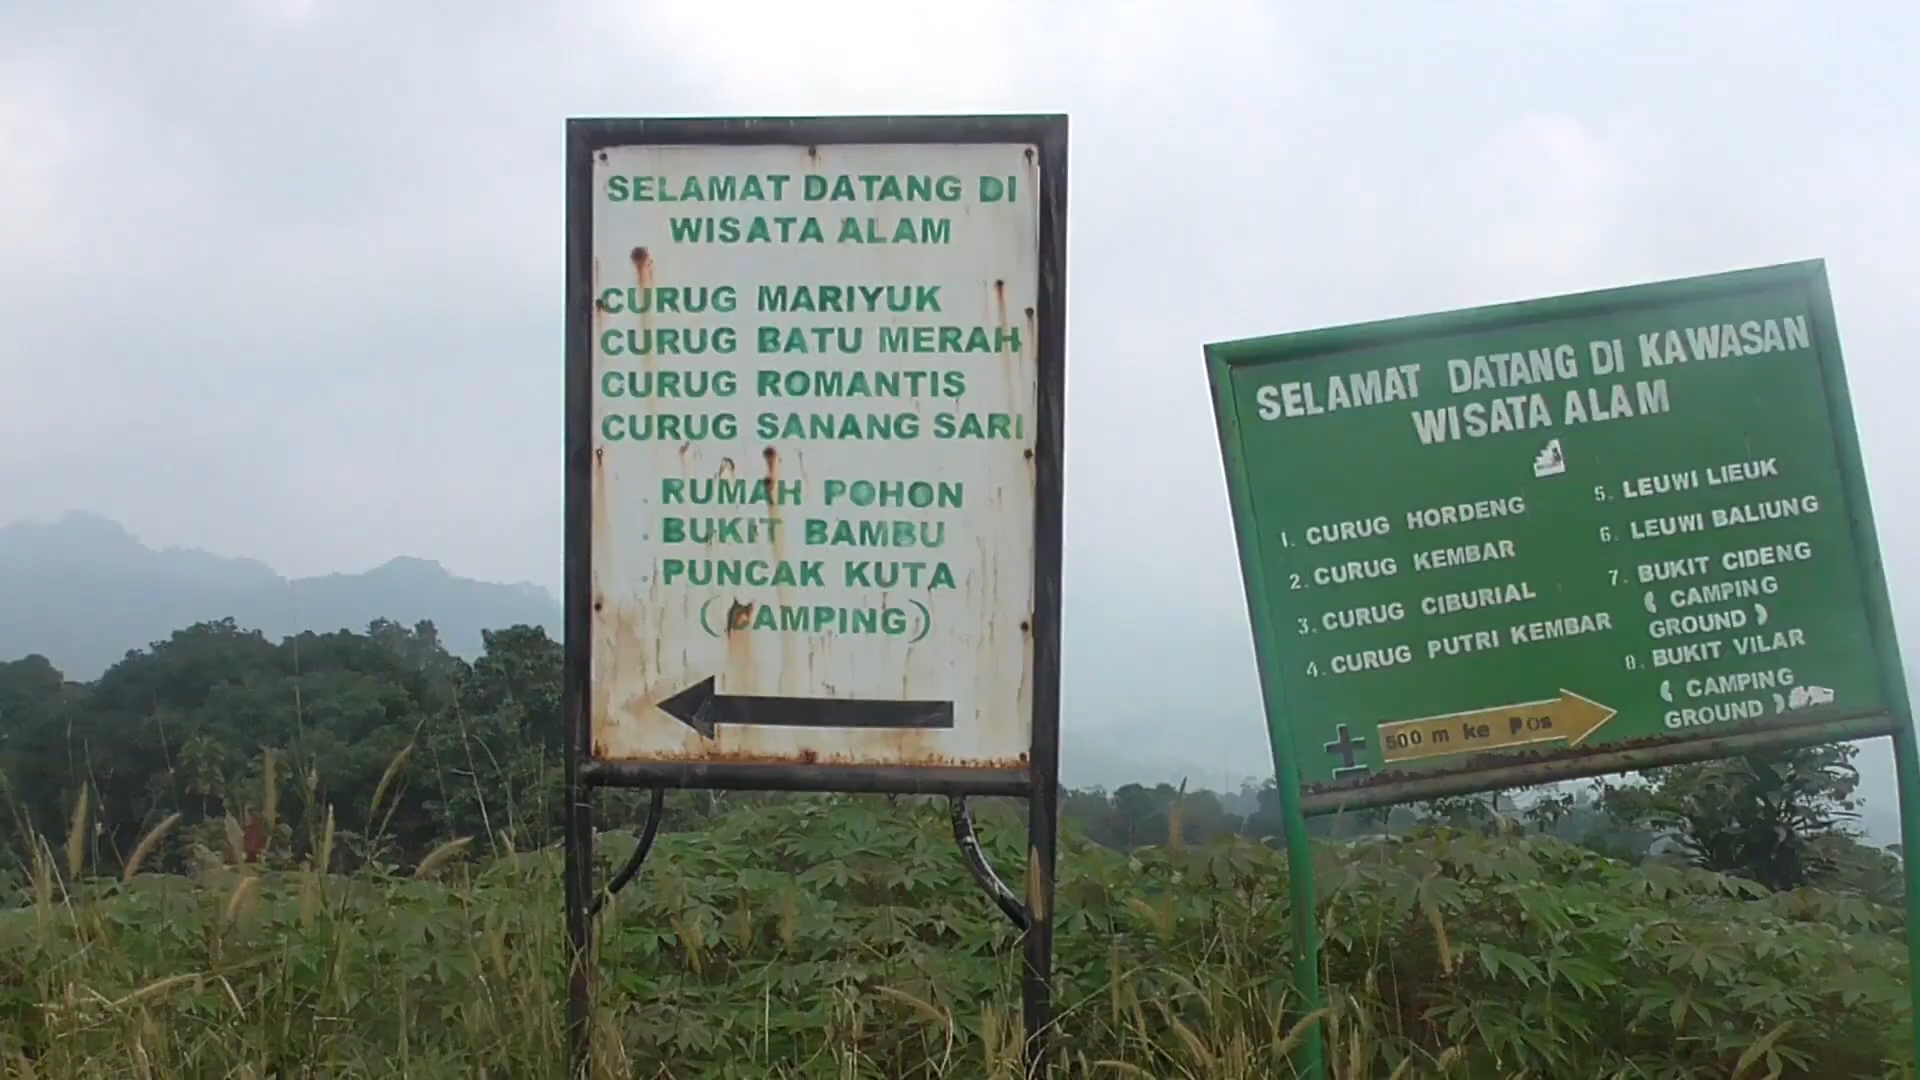 SELAMAT DATANG DI
WISATA ALAM
CURUG MARIYUK
CURUG BATU MERAH
CURUG ROMANTIS
CURUG SANANG SARI
. RUMAH POHON
. BUKIT BAMBU
. PUNCAK KUTA
(CAMPING)
SELAMAT DATANG DI KAWASAN
WISATA ALAM
1. CURUG HORDENG
2. CURUG KEMBAR
3. CURUG CIBURIAL
4. CURUG PUTRI KEMBAR
5. LEUWI LIEUK
6. LEUWI BALIUNG
7. BUKIT CIDENG
( CAMPING
GROUND )
8. BUKIT VILAR
( CAMPING
GROUND )
± 500 m ke Pos